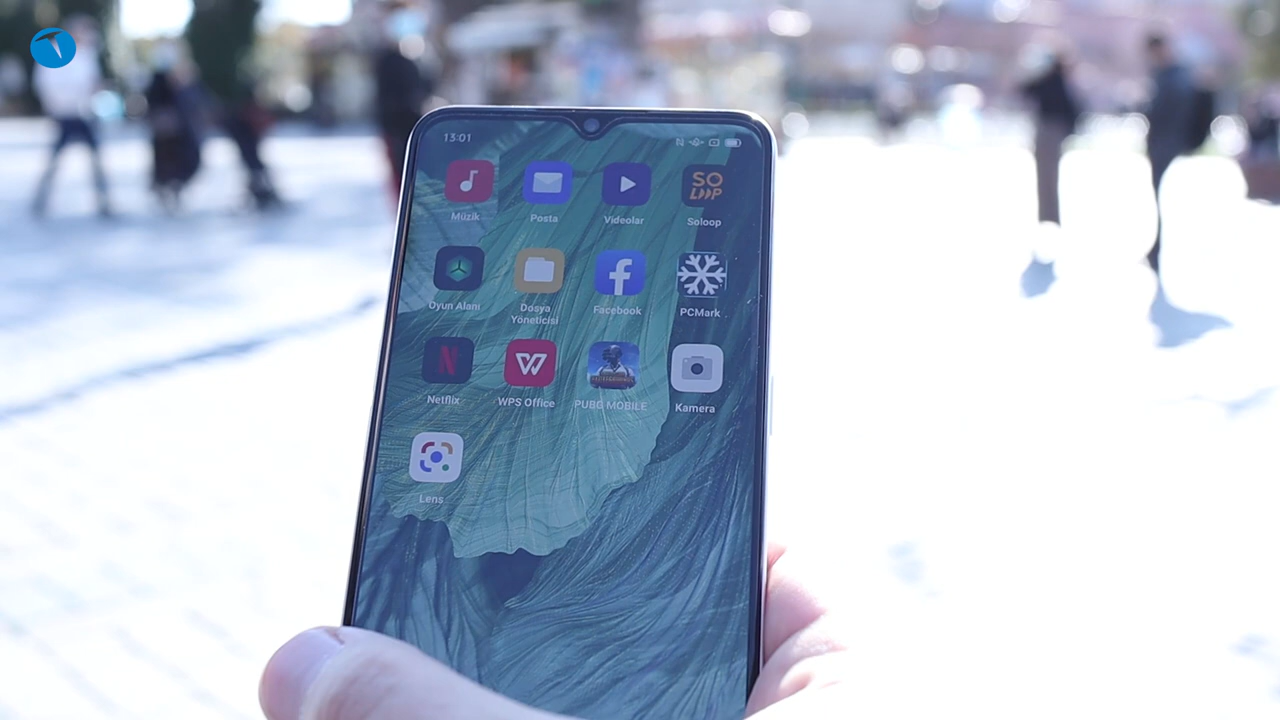 13:01
Müzik
Posta
Videolar
SO
LOOP
Soloop
Oyun Alanı
Dosya
Yöneticisi
Facebook
PCMark
N
Netflix
W
WPS Office
PUBG MOBILE
Kamera
Lens